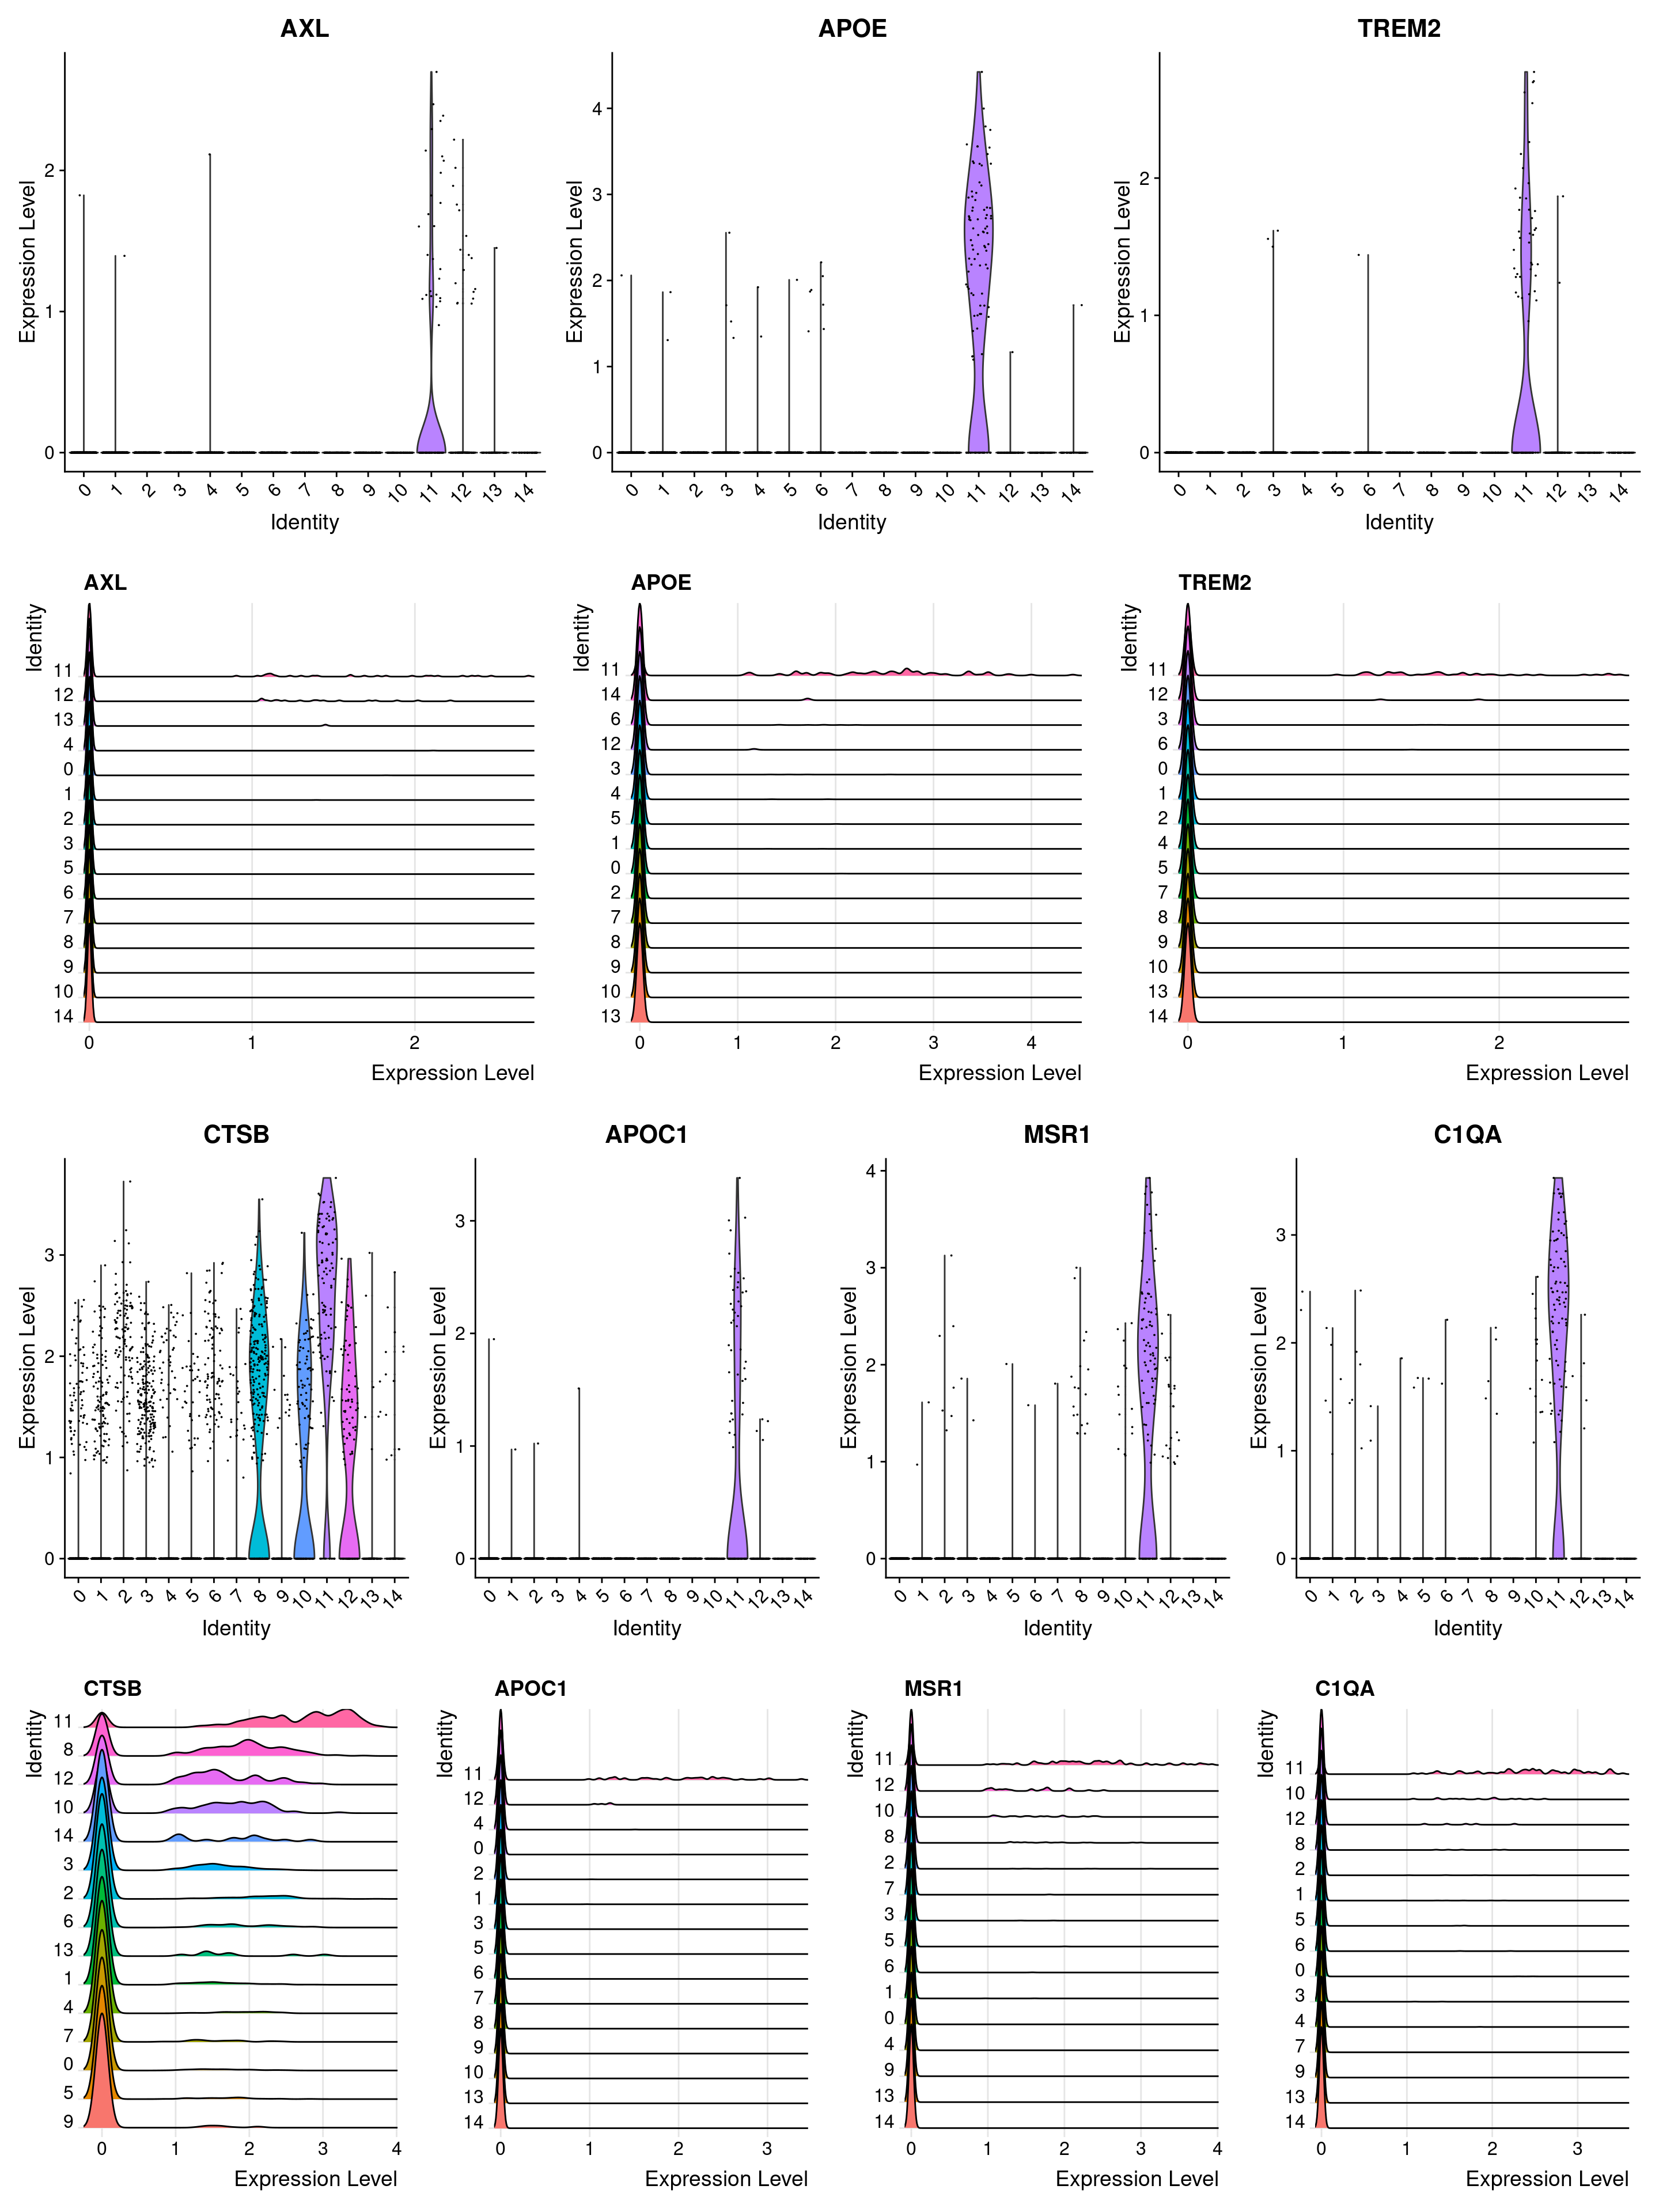 AXL APOE TREM2
Expression Level Expression Level Expression Level
2 4 2
3
1 2 1
1
0 0 0
0 1 2 3 4 5 6 7 8 9 10 11 12 13 14 0 1 2 3 4 5 6 7 8 9 10 11 12 13 14 0 1 2 3 4 5 6 7 8 9 10 11 12 13 14
Identity Identity Identity
AXL APOE TREM2
Identity Identity Identity
11 11 11
12 14 12
13 6 3
4 12 6
0 3 0
1 4 1
2 5 2
3 1 4
5 0 5
6 2 7
7 7 8
8 8 9
9 9 10
10 10 13
14 13 14
0 1 2 0 1 2 3 4 0 1 2
Expression Level Expression Level Expression Level
CTSB APOC1 MSR1 C1QA
Expression Level Expression Level Expression Level Expression Level
4
3 3 3 3
2 2 2 2
1 1 1 1
0 0 0 0
0 1 2 3 4 5 6 7 8 9 10 11 12 13 14 0 1 2 3 4 5 6 7 8 9 10 11 12 13 14 0 1 2 3 4 5 6 7 8 9 10 11 12 13 14 0 1 2 3 4 5 6 7 8 9 10 11 12 13 14
Identity Identity Identity Identity
CTSB APOC1 MSR1 C1QA
Identity Identity Identity Identity
11 11 11 11
8 12 12 10
12 4 10 12
10 0 8 8
14 2 2 2
3 1 7 1
2 3 3 5
6 5 5 6
13 6 6 0
1 7 1 3
4 8 0 4
7 9 4 7
0 10 9 9
5 13 13 13
9 14 14 14
0 1 2 3 4 0 1 2 3 0 1 2 3 4 0 1 2 3
Expression Level Expression Level Expression Level Expression Level